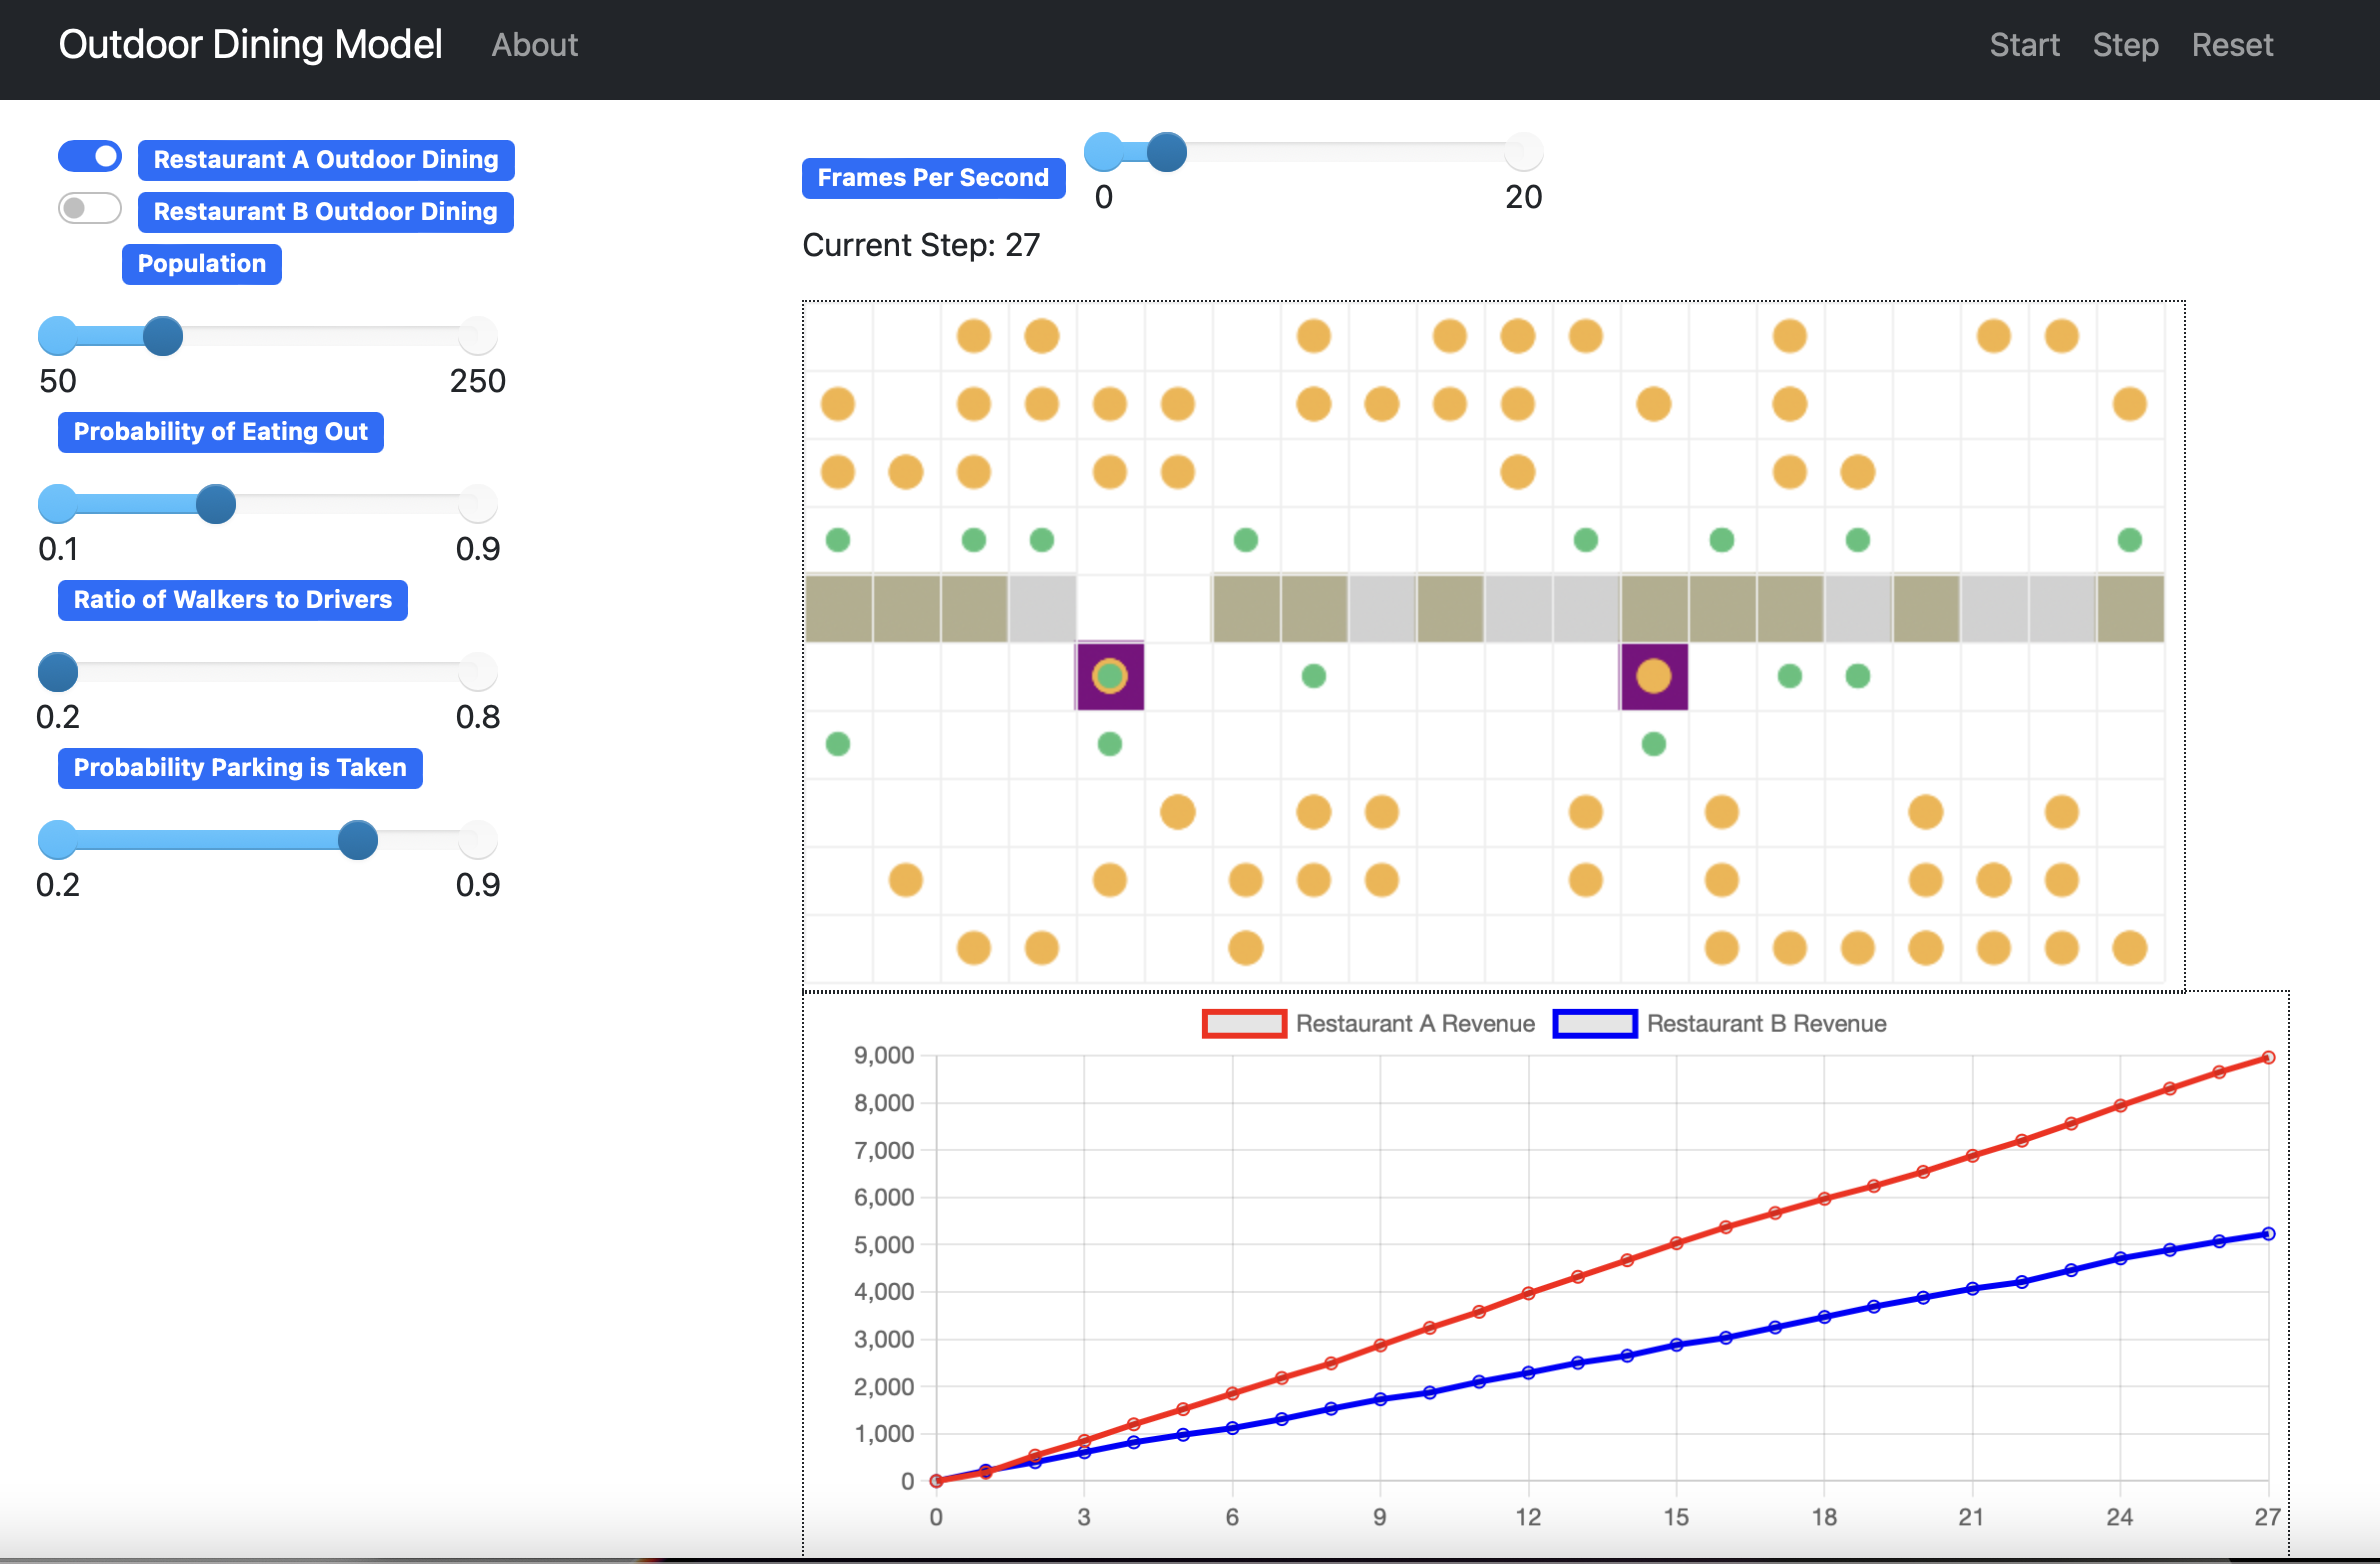 Outdoor Dining Model About Start Step Reset
Restaurant A Outdoor Dining
Restaurant B Outdoor Dining
Population
50 250
Probability of Eating Out
0.1 0.9
Ratio of Walkers to Drivers
0.2 0.8
Probability Parking is Taken
0.2 0.9
Frames Per Second
0 20
Current Step: 27
Restaurant A Revenue Restaurant B Revenue
9,000
8,000
7,000
6,000
5,000
4,000
3,000
2,000
1,000
0
0 3 6 9 12 15 18 21 24 27